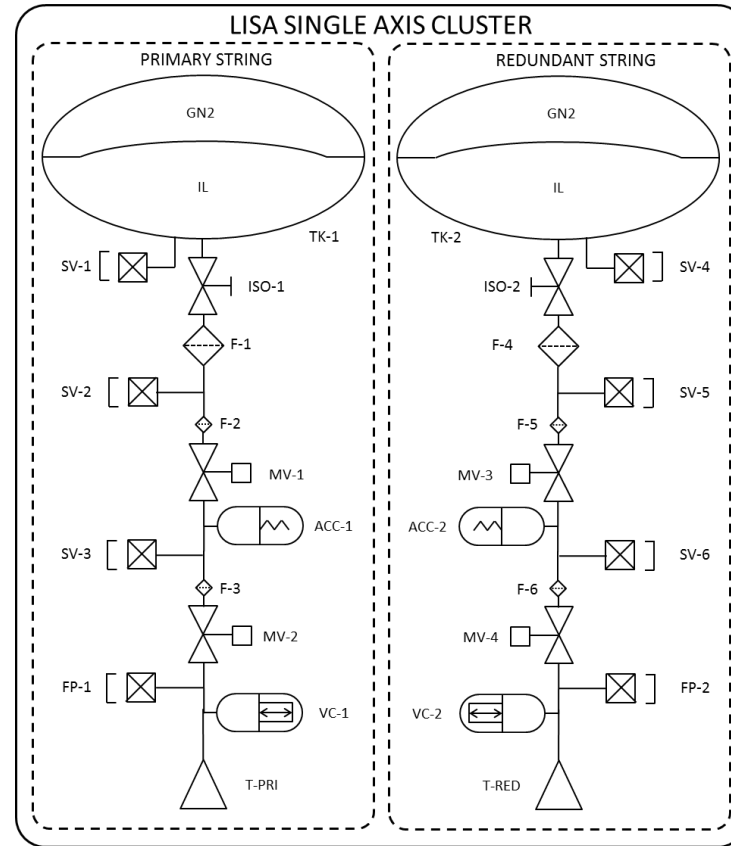 LISA SINGLE AXIS CLUSTER
PRIMARY STRING
GN2
IL
TK-1
SV-1
ISO-1
F-1
SV-2
F-2
MV-1
ACC-1
SV-3
F-3
MV-2
FP-1
VC-1
T-PRI
REDUNDANT STRING
GN2
IL
TK-2
SV-4
ISO-2
F-4
SV-5
F-5
MV-3
ACC-2
SV-6
F-6
MV-4
FP-2
VC-2
T-RED